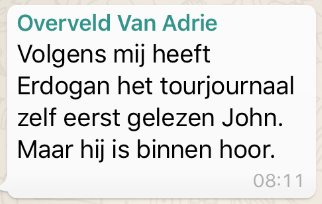 Overveld Van Adrie
Volgens mij heeft
Erdogan het tourjournaal
zelf eerst gelezen John.
Maar hij is binnen hoor.
08:11